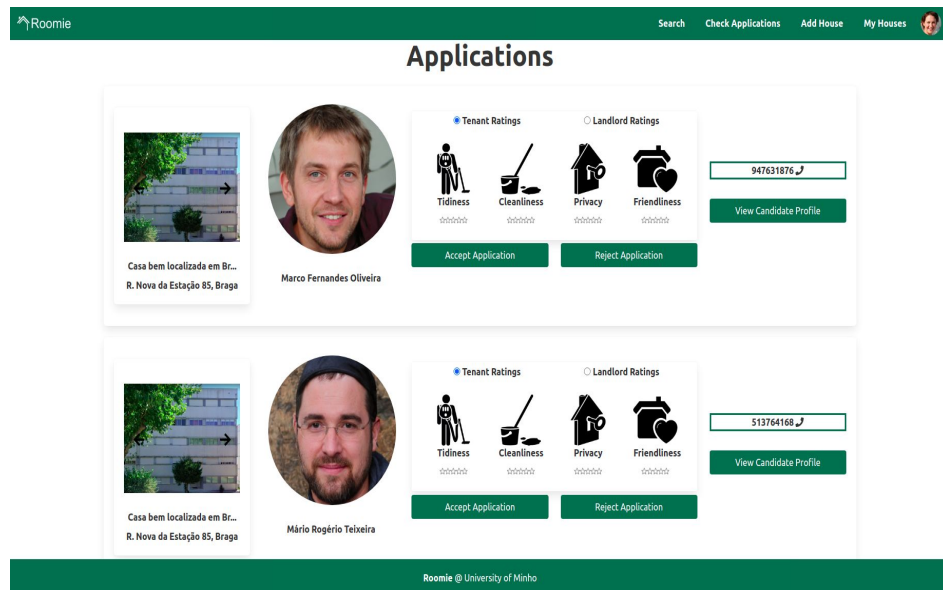 Roomie
Search Check Applications Add House My Houses
Applications
Tenant Ratings Landlord Ratings
Tidiness Cleanliness Privacy Friendliness
947631876
View Candidate Profile
Accept Application Reject Application
Casa bem localizada em Br...
R. Nova da Estação 85, Braga
Marco Fernandes Oliveira
Tenant Ratings Landlord Ratings
Tidiness Cleanliness Privacy Friendliness
513764168
View Candidate Profile
Accept Application Reject Application
Casa bem localizada em Br...
R. Nova da Estação 85, Braga
Mário Rogério Teixeira
Roomie @ University of Minho